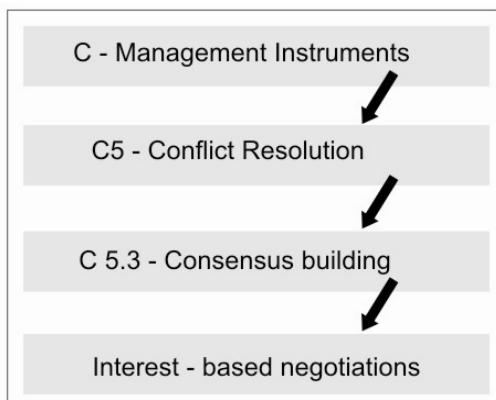 C - Management Instruments
C5 - Conflict Resolution
C 5.3 - Consensus building
Interest - based negotiations